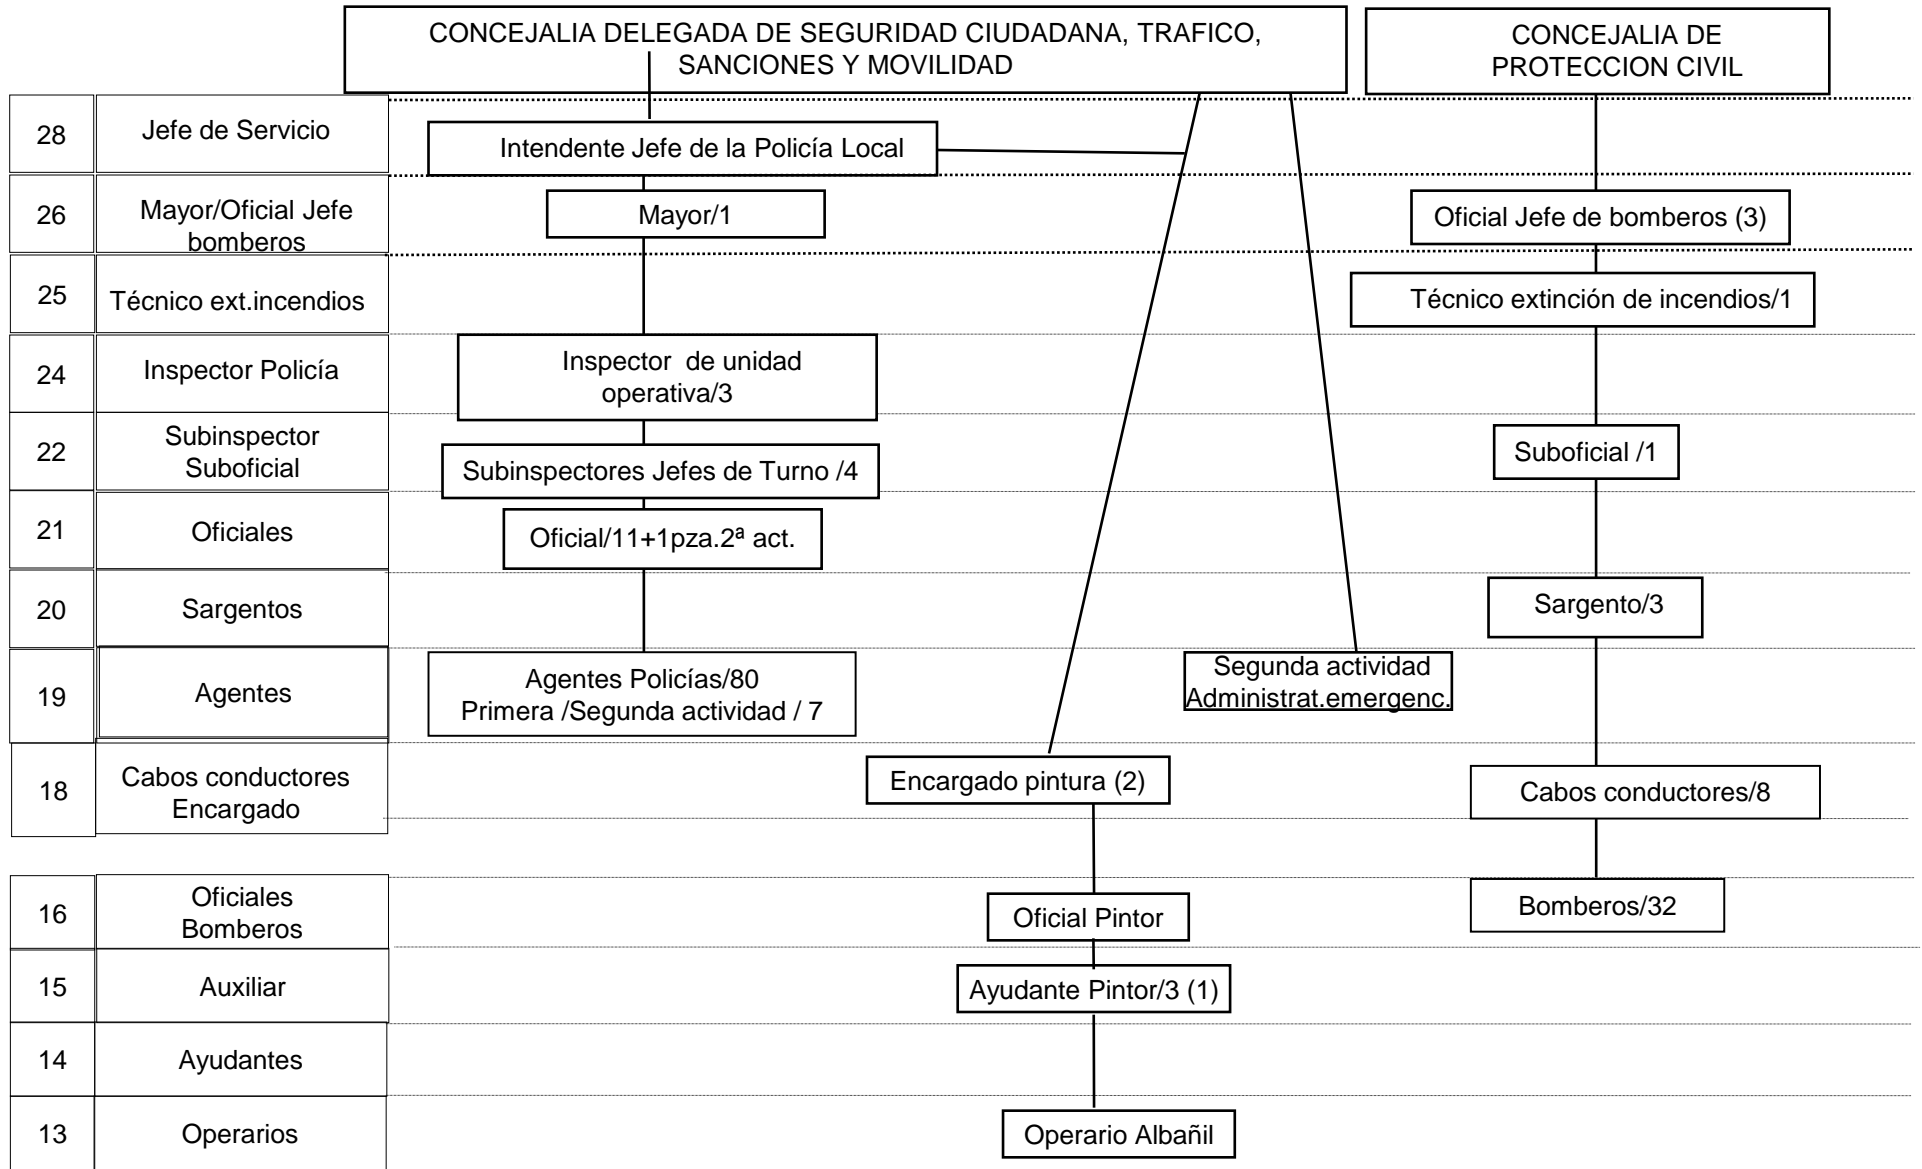 CONCEJALIA DELEGADA DE SEGURIDAD CIUDADANA, TRAFICO,
SANCIONES Y MOVILIDAD
CONCEJALIA DE
PROTECCION CIVIL
28
Jefe de Servicio
Intendente Jefe de la Policía Local
26
Mayor/Oficial Jefe
bomberos
Mayor/1
Oficial Jefe de bomberos (3)
25
Técnico ext.incendios
Técnico extinción de incendios/1
24
Inspector Policía
Inspector de unidad
operativa/3
22
Subinspector
Suboficial
Subinspectores Jefes de Turno /4
Suboficial /1
21
Oficiales
Oficial/11+1pza.2ª act.
20
Sargentos
Sargento/3
19
Agentes
Agentes Policías/80
Primera /Segunda actividad / 7
Segunda actividad
Administrat.emergenc.
18
Cabos conductores
Encargado
Encargado pintura (2)
Cabos conductores/8
16
Oficiales
Bomberos
Oficial Pintor
Bomberos/32
15
Auxiliar
Ayudante Pintor/3 (1)
14
Ayudantes
13
Operarios
Operario Albañil